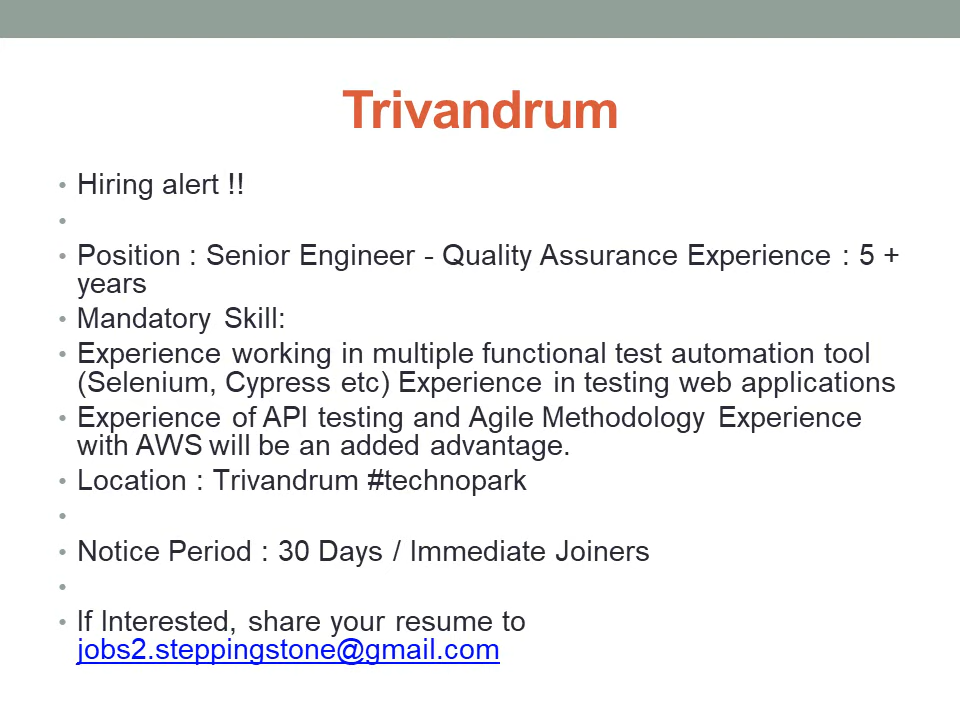 Trivandrum
• Hiring alert !!
•
• Position : Senior Engineer - Quality Assurance Experience : 5 +
years
• Mandatory Skill:
• Experience working in multiple functional test automation tool
(Selenium, Cypress etc) Experience in testing web applications
• Experience of API testing and Agile Methodology Experience
with AWS will be an added advantage.
• Location : Trivandrum #technopark
•
• Notice Period : 30 Days / Immediate Joiners
•
• If Interested, share your resume to
jobs2.steppingstone@gmail.com